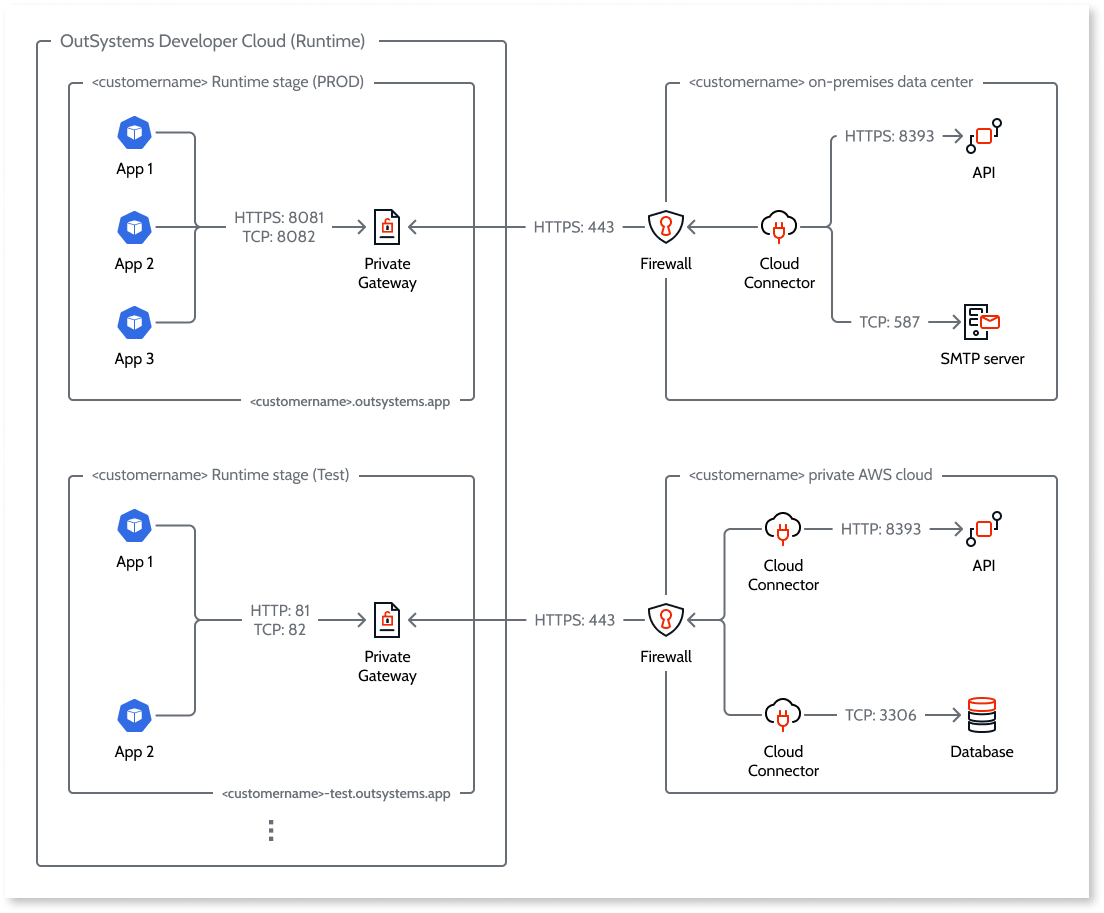 OutSystems Developer Cloud (Runtime)
<customername> Runtime stage (PROD)
App 1
App 2
App 3
HTTPS: 8081
TCP: 8082
Private
Gateway
<customername>.outsystems.app
HTTPS: 443
<customername> on-premises data center
Firewall
Cloud
Connector
HTTPS: 8393
API
TCP: 587
SMTP server
<customername> Runtime stage (Test)
App 1
App 2
HTTP: 81
TCP: 82
Private
Gateway
<customername>-test.outsystems.app
HTTPS: 443
<customername> private AWS cloud
Firewall
Cloud
Connector
HTTP: 8393
API
Cloud
Connector
TCP: 3306
Database